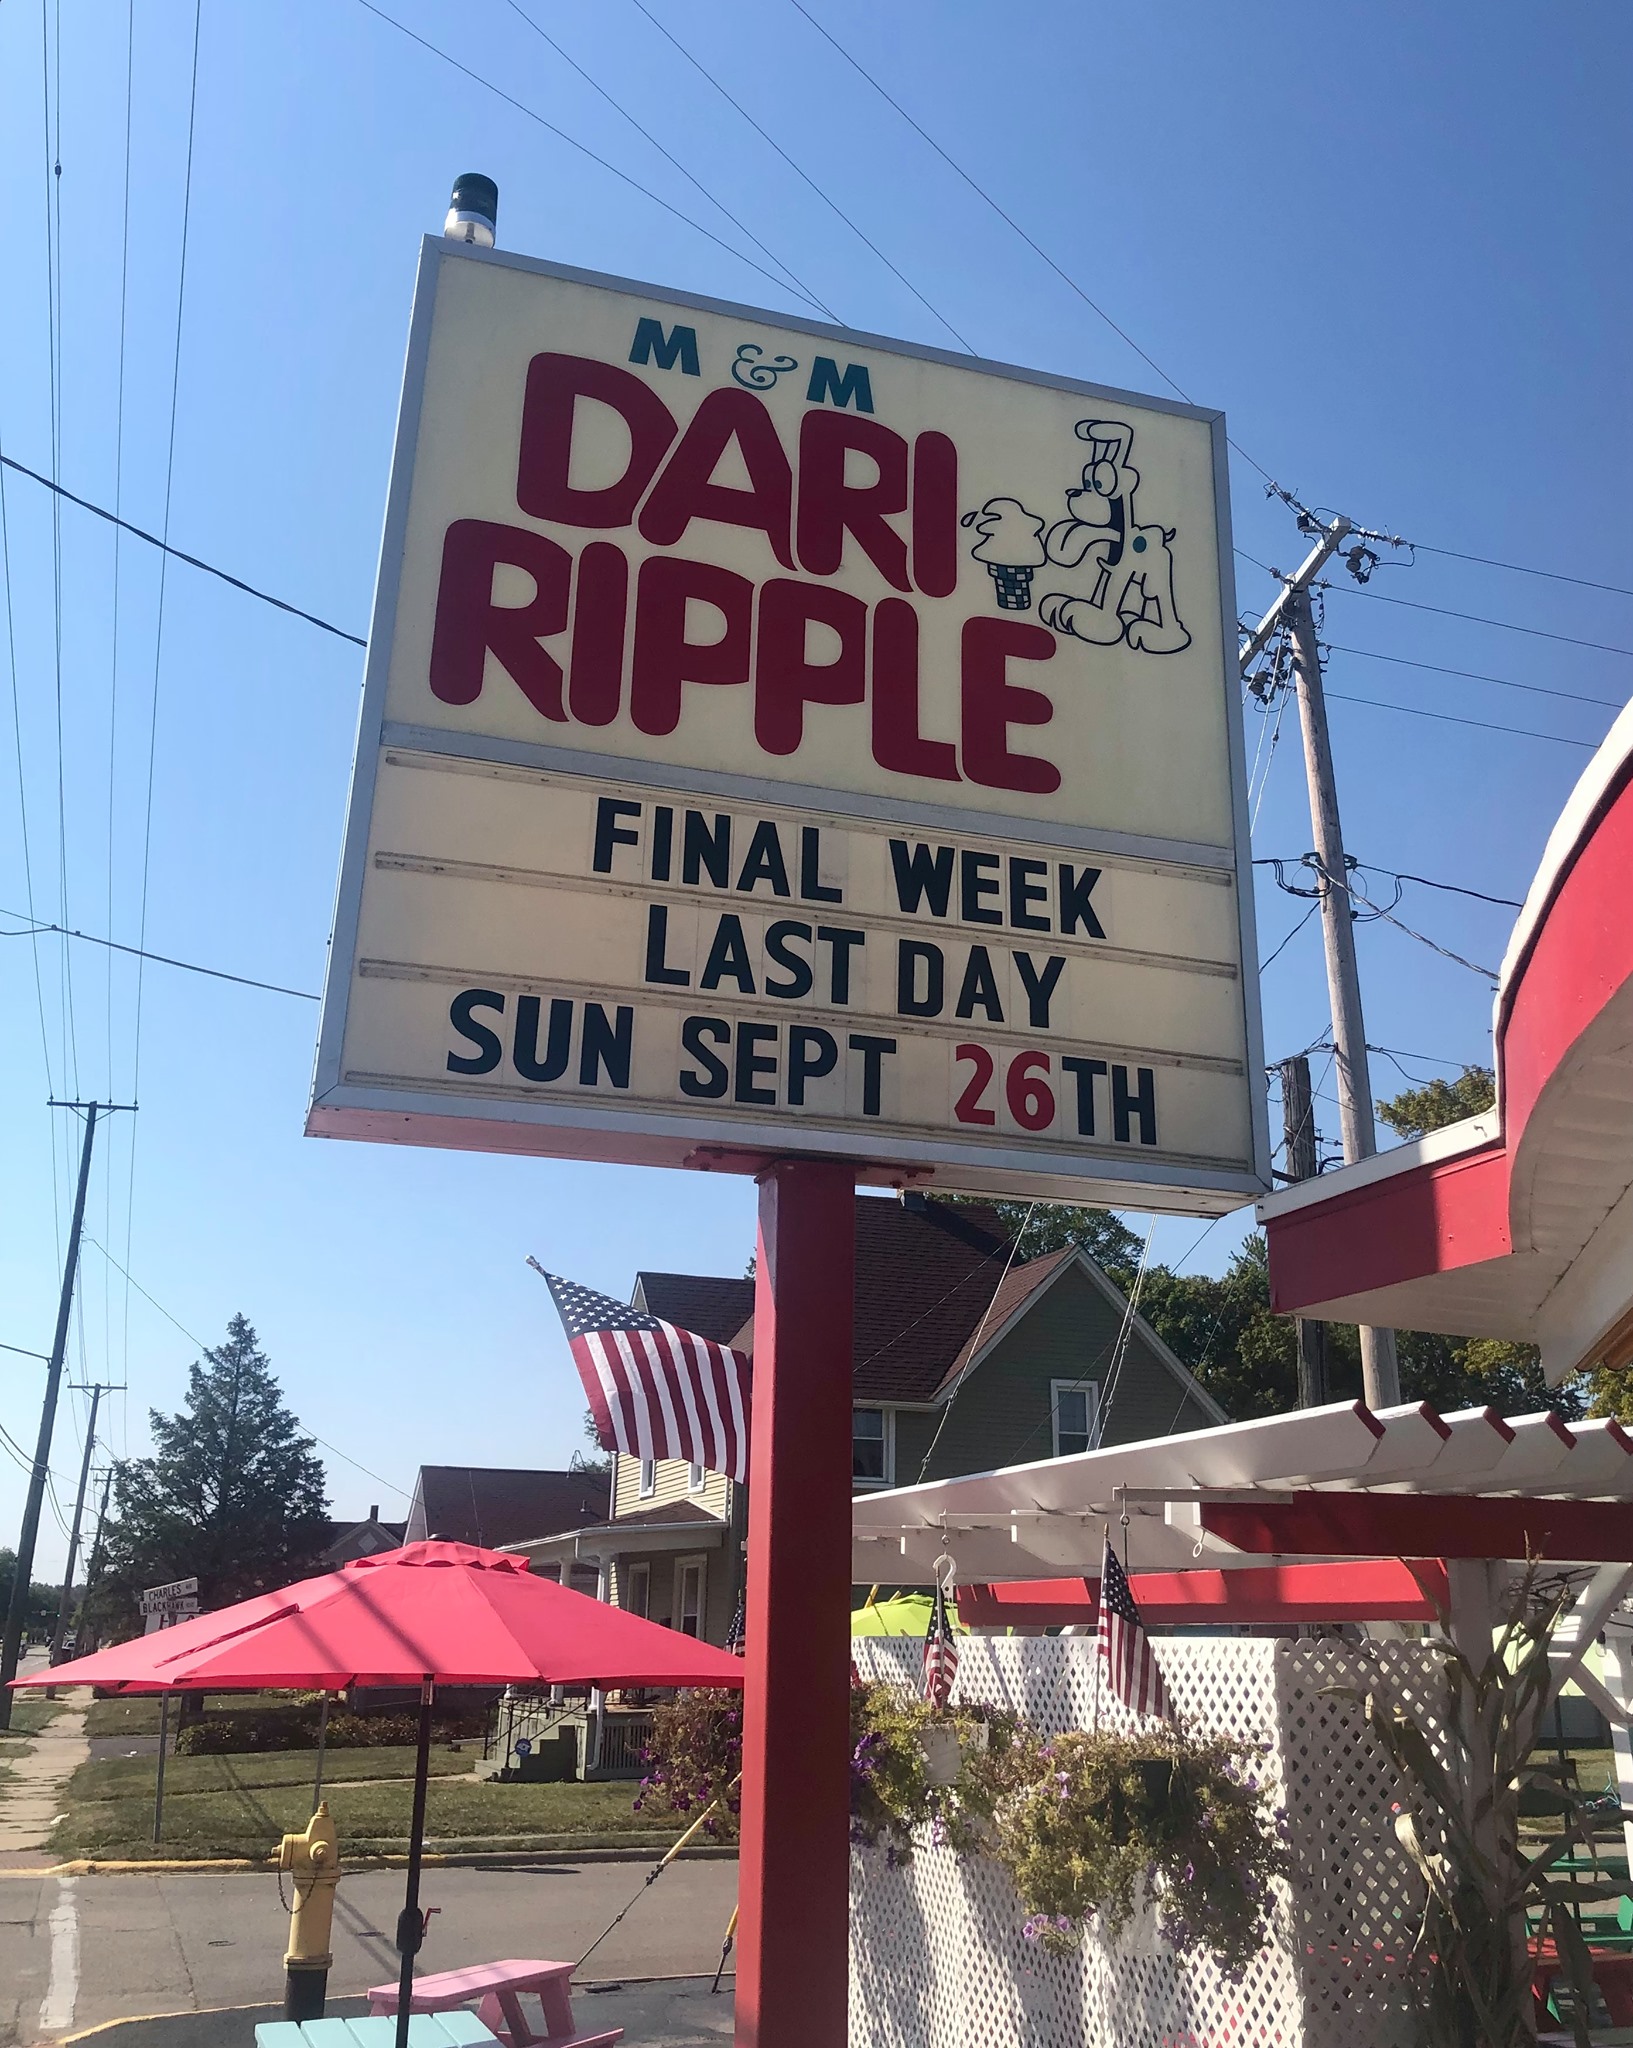 M & M
DARI
RIPPLE
FINAL WEEK
LAST DAY
SUN SEPT 26TH
CHARLES
BLACKHAWK